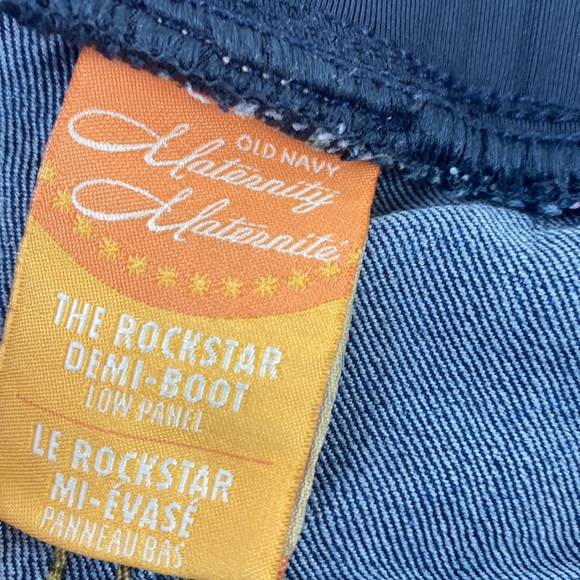 OLD NAVY
Maternity
Maternité
THE ROCKSTAR
DEMI-BOOT
LOW PANEL
LE ROCKSTAR
MI-ÉVASÉ
PANNEAU BAS